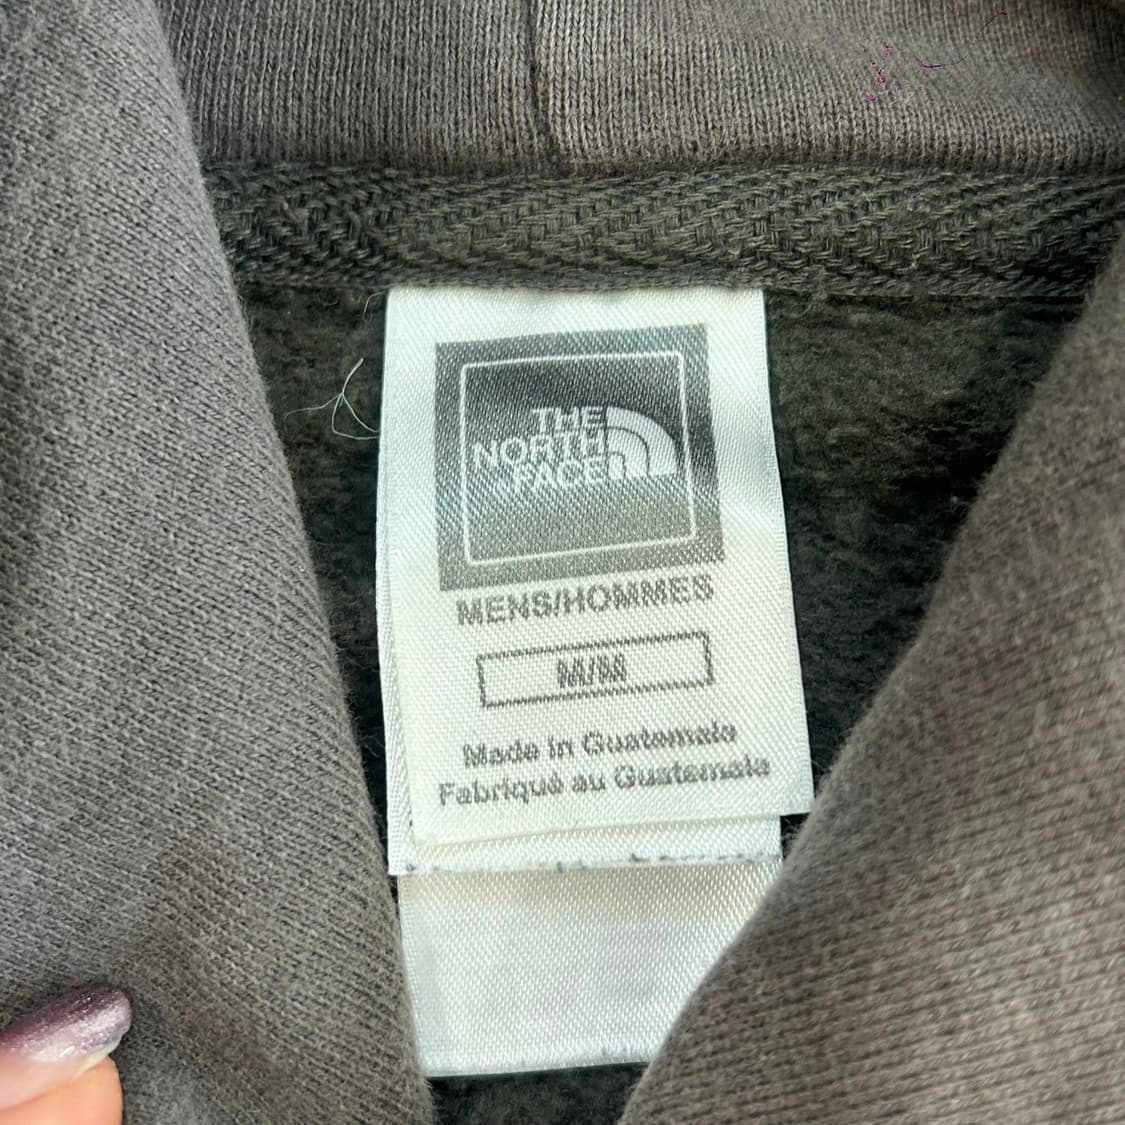 THE
NORTH
FACE
MENS/HOMMES
M/M
Made in Guatemala
Fabriqué au Guatemala